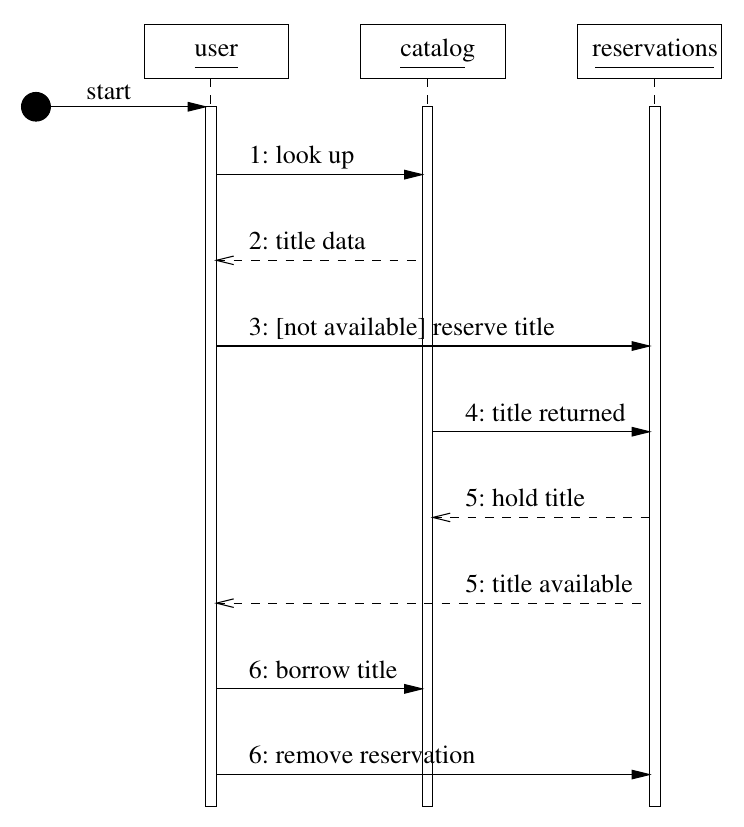 user
catalog
reservations
start
1: look up
2: title data
3: [not available] reserve title
4: title returned
5: hold title
5: title available
6: borrow title
6: remove reservation